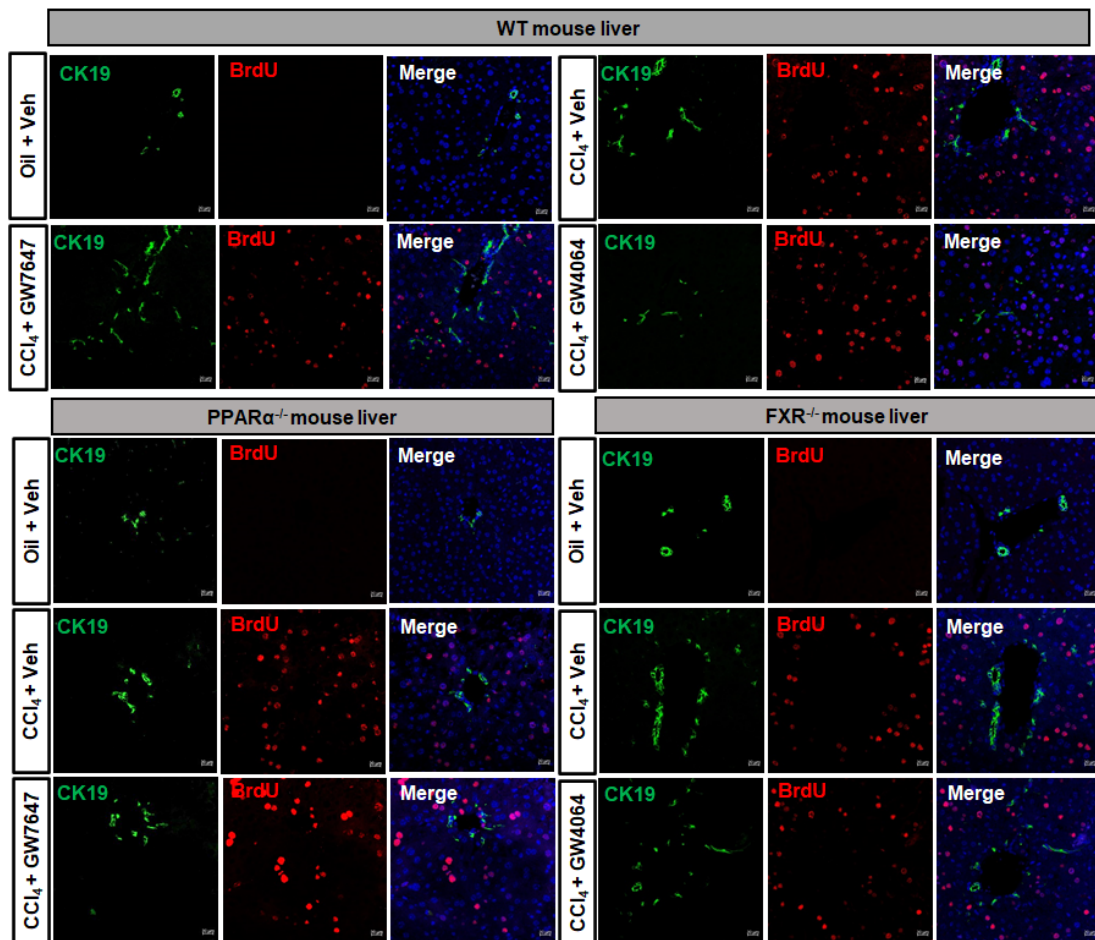 WT mouse liver
Oil + Veh
CK19
BrdU
Merge
CCl₄ + Veh
CK19
BrdU
Merge
CCl₄ + GW7647
CK19
BrdU
Merge
CCl₄ + GW4064
CK19
BrdU
Merge
PPARα⁻/⁻ mouse liver
FXR⁻/⁻ mouse liver
Oil + Veh
CK19
BrdU
Merge
Oil + Veh
CK19
BrdU
Merge
CCl₄ + Veh
CK19
BrdU
Merge
CCl₄ + Veh
CK19
BrdU
Merge
CCl₄ + GW7647
CK19
BrdU
Merge
CCl₄ + GW4064
CK19
BrdU
Merge